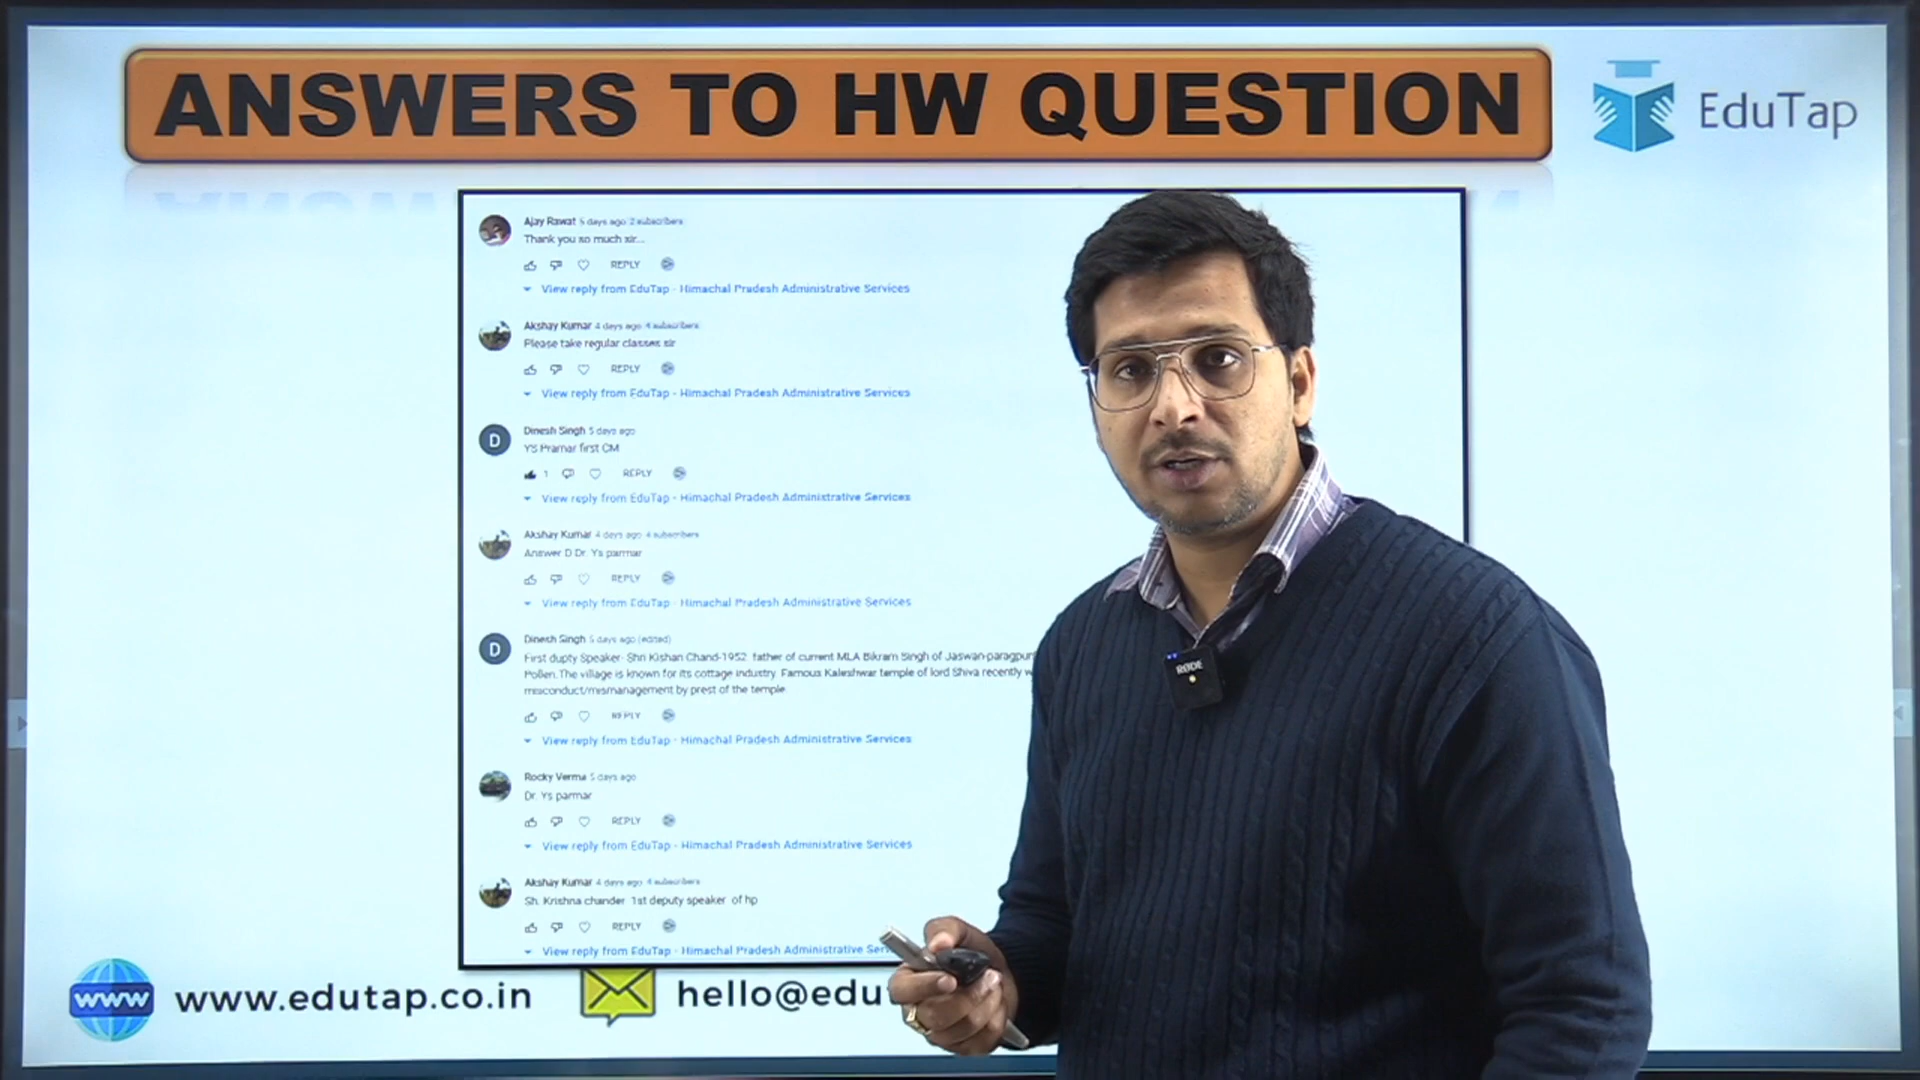 ANSWERS TO HW QUESTION
EduTap
Ajay Rawat 5 days ago 2 subscribers
Thank you so much sir...
REPLY
View reply from EduTap - Himachal Pradesh Administrative Services
Akshay Kumar 4 days ago 4 subscribers
Please take regular classes sir
REPLY
View reply from EduTap - Himachal Pradesh Administrative Services
D
Dinesh Singh 5 days ago
YS Pramar first CM
1 REPLY
View reply from EduTap - Himachal Pradesh Administrative Services
Akshay Kumar 4 days ago 4 subscribers
Answer D Dr. Ys parmar
REPLY
View reply from EduTap - Himachal Pradesh Administrative Services
D
Dinesh Singh 5 days ago (edited)
First dupty Speaker- Shri Kishan Chand-1952 father of current MLA Bikram Singh of Jaswan-paragpur
Pollen.The village is known for its cottage industry. Famous Kaleshwar temple of lord Shiva recently
misconduct/mismanagement by prest of the temple
REPLY
View reply from EduTap - Himachal Pradesh Administrative Services
Rocky Verma 5 days ago
Dr. Ys parmar
REPLY
View reply from EduTap - Himachal Pradesh Administrative Services
Akshay Kumar 4 days ago 4 subscribers
Sh. Krishna chander 1st deputy speaker of hp
REPLY
View reply from EduTap - Himachal Pradesh Administrative
RØDE
www
www.edutap.co.in
hello@edu